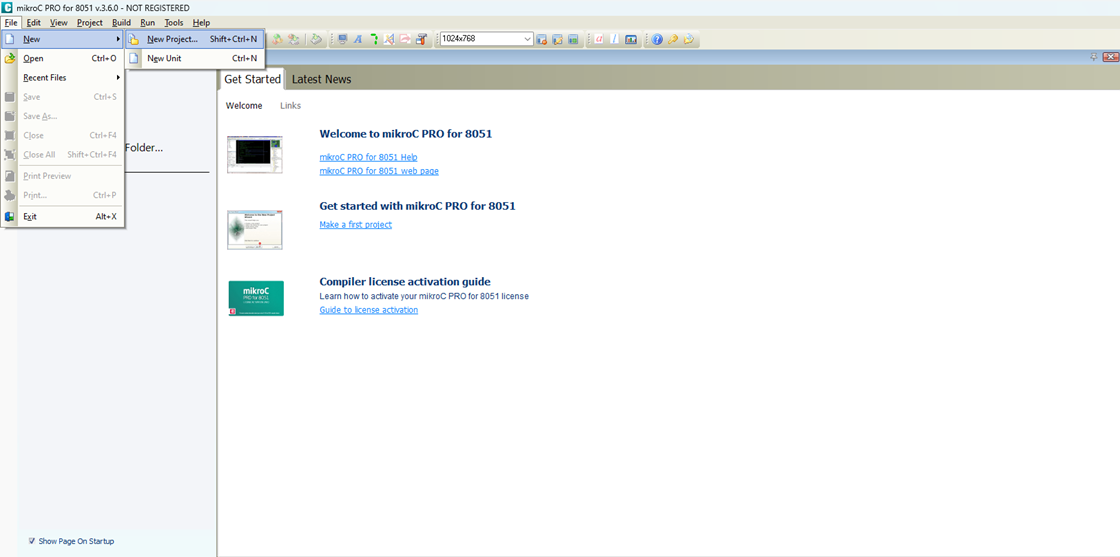 mikroC PRO for 8051 v.3.6.0 - NOT REGISTERED
File Edit View Project Build Run Tools Help
New
New Project... Shift+Ctrl+N
New Unit Ctrl+N
Open Ctrl+O
Recent Files
Save Ctrl+S
Save As...
Close Ctrl+F4
Close All Shift+Ctrl+F4
Print Preview
Print... Ctrl+P
Exit Alt+X
Folder...
1024x768
Get Started Latest News
Welcome Links
Welcome to mikroC PRO for 8051
mikroC PRO for 8051 Help
mikroC PRO for 8051 web page
Get started with mikroC PRO for 8051
Make a first project
mikroC
PRO for 8051
Compiler license activation guide
Learn how to activate your mikroC PRO for 8051 license
Guide to license activation
Show Page On Startup